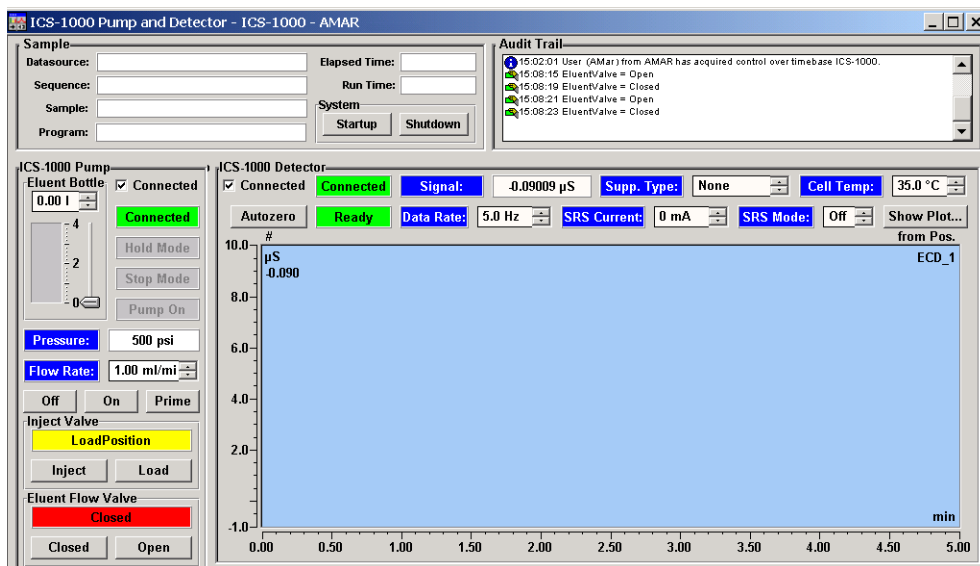 ICS-1000 Pump and Detector - ICS-1000 - AMAR
Sample
Datasource:
Elapsed Time:
Sequence:
Run Time:
Sample:
System
Startup
Shutdown
Program:
Audit Trail
15:02:01 User (AMar) from AMAR has acquired control over timebase ICS-1000.
15:08:15 EluentValve = Open
15:08:19 EluentValve = Closed
15:08:21 EluentValve = Open
15:08:23 EluentValve = Closed
ICS-1000 Pump
Eluent Bottle
0.00 l
4
2
0
Connected
Connected
Hold Mode
Stop Mode
Pump On
Pressure:
500 psi
Flow Rate:
1.00 ml/mi
Off
On
Prime
Inject Valve
LoadPosition
Inject
Load
Eluent Flow Valve
Closed
Closed
Open
ICS-1000 Detector
Connected
Connected
Signal:
-0.09009 µS
Supp. Type:
None
Cell Temp:
35.0 °C
Autozero
Ready
Data Rate:
5.0 Hz
SRS Current:
0 mA
SRS Mode:
Off
Show Plot...
#
from Pos.
10.0
µS
ECD_1
-0.090
8.0
6.0
4.0
2.0
-1.0
min
0.00 0.50 1.00 1.50 2.00 2.50 3.00 3.50 4.00 4.50 5.00